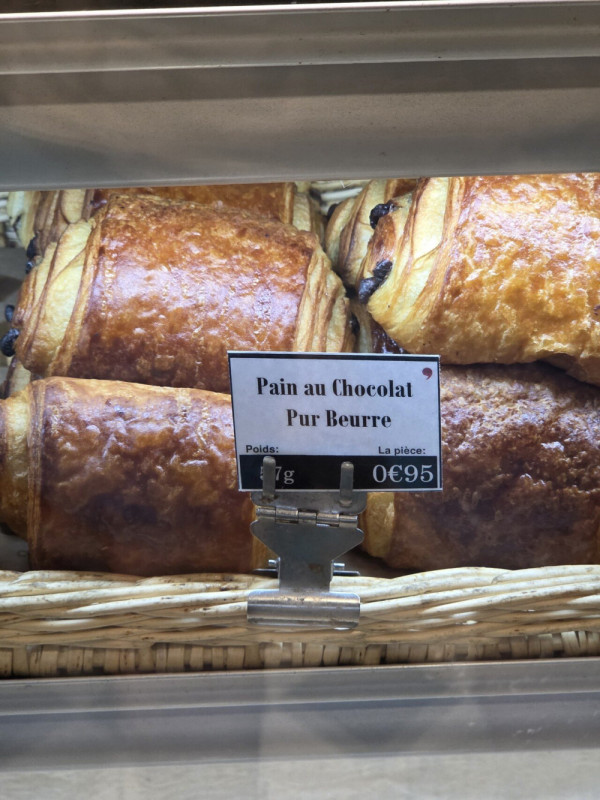 Pain au Chocolat
Pur Beurre
Poids: La pièce:
0€95